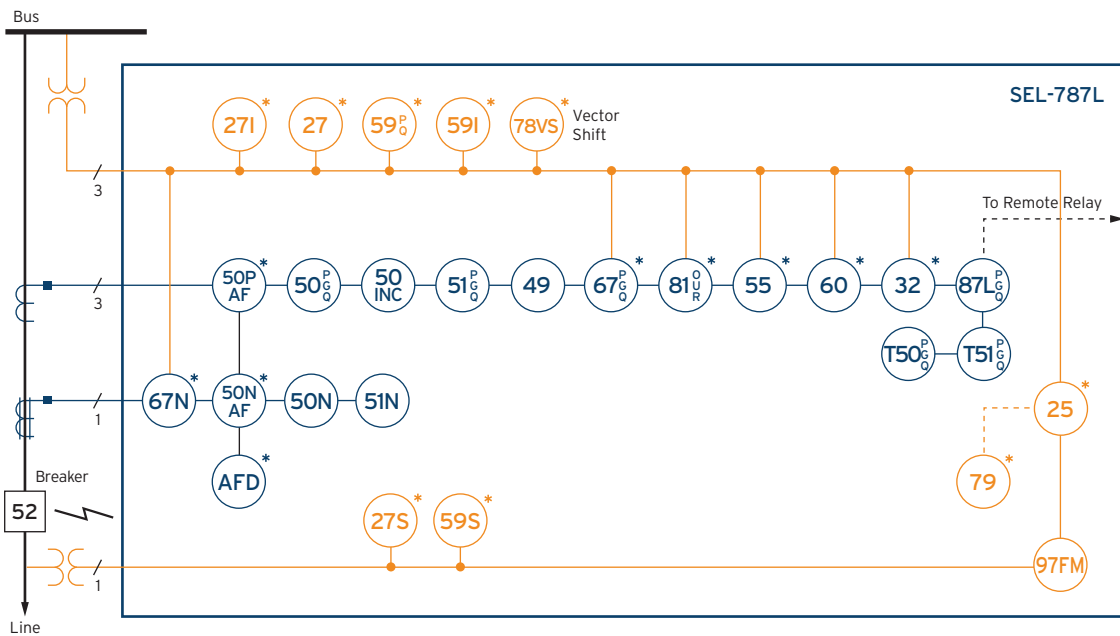 Bus
SEL-787L
27I*
27*
59PQ*
59I*
78VS*
Vector
Shift
3
To Remote Relay
50P
AF*
50PGQ
50
INC
51PGQ
49
67PGQ*
81OUR*
55*
60*
32*
87LPGQ
3
T50PGQ
T51PGQ
67N*
50N
AF*
50N
51N
25*
1
Breaker
AFD*
79*
52
27S*
59S*
97FM
1
Line